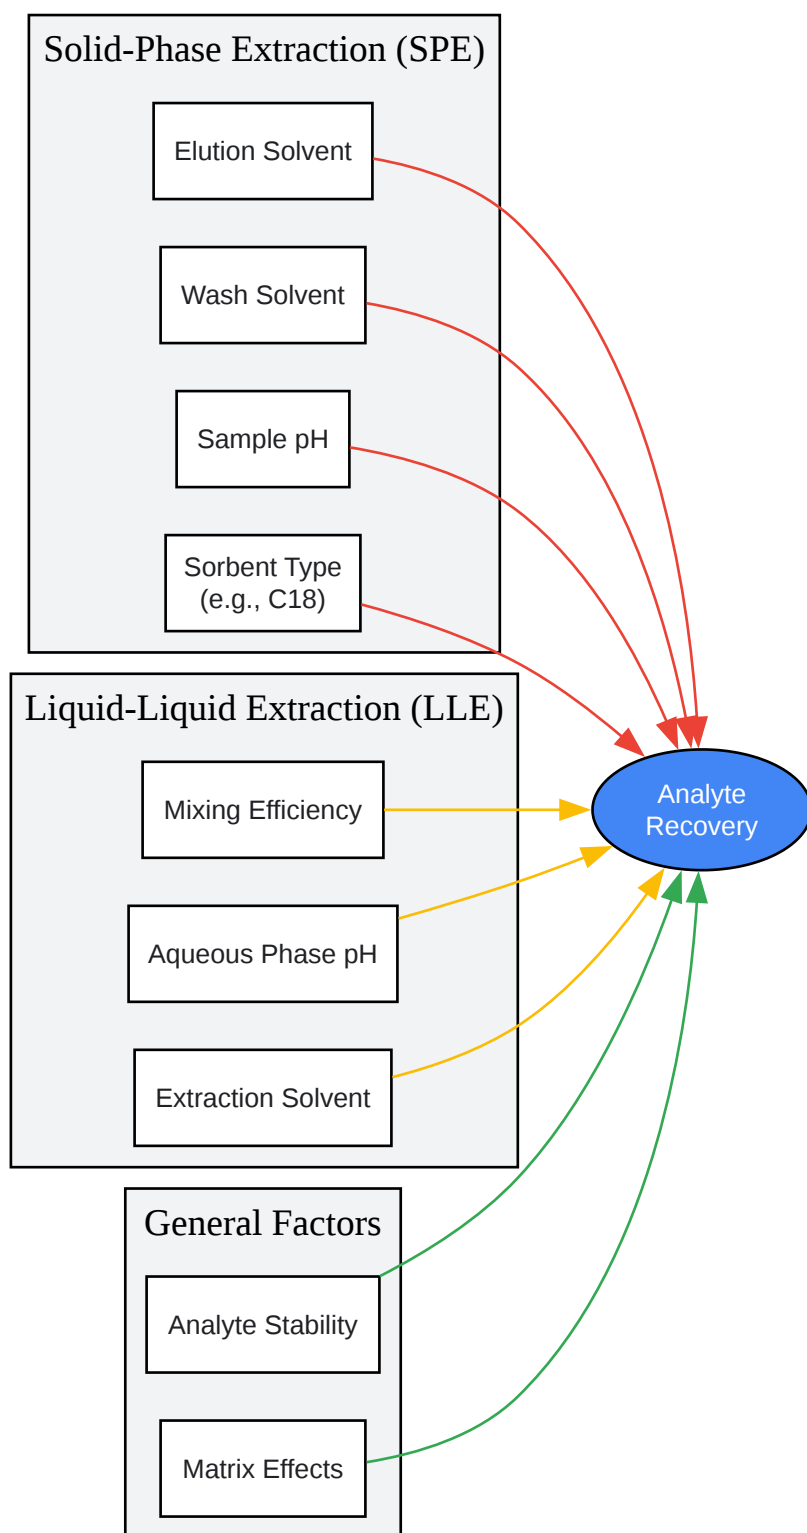 Solid-Phase Extraction (SPE)
Elution Solvent
Wash Solvent
Sample pH
Sorbent Type
(e.g., C18)
Liquid-Liquid Extraction (LLE)
Mixing Efficiency
Aqueous Phase pH
Extraction Solvent
General Factors
Analyte Stability
Matrix Effects
Analyte
Recovery